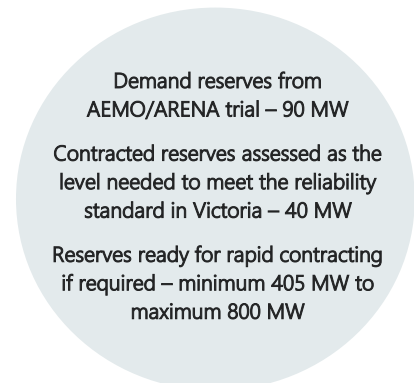 Demand reserves from
AEMO/ARENA trial – 90 MW
Contracted reserves assessed as the
level needed to meet the reliability
standard in Victoria – 40 MW
Reserves ready for rapid contracting
if required – minimum 405 MW to
maximum 800 MW